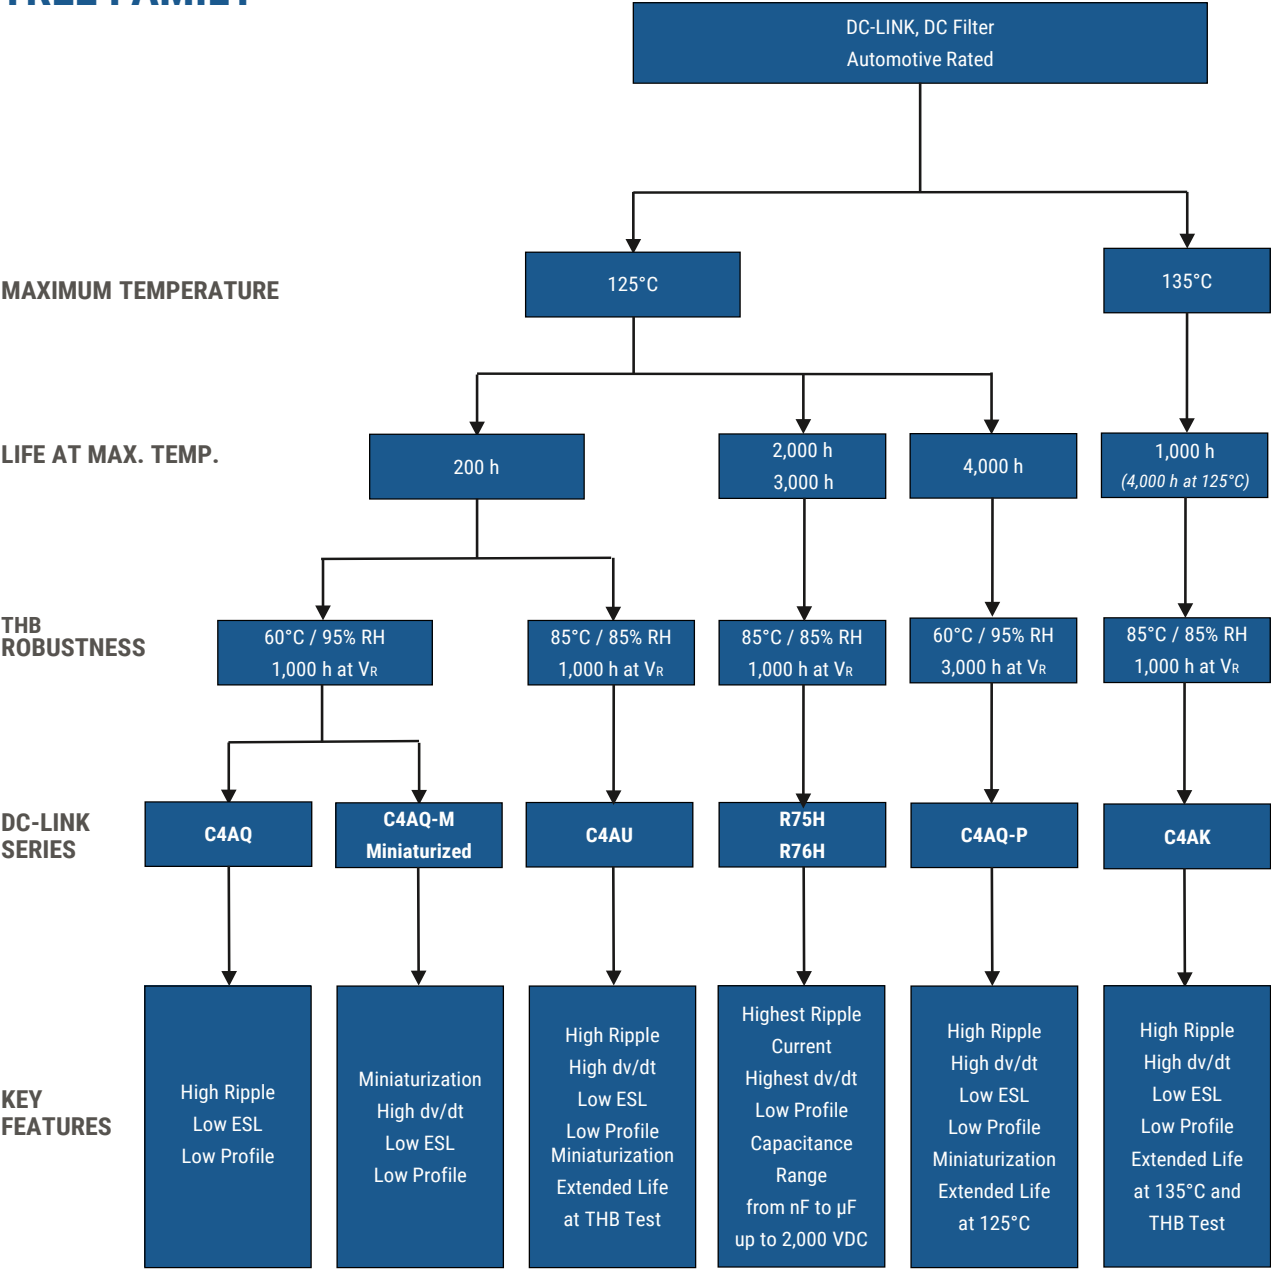 TREE FAMILY
DC-LINK, DC Filter
Automotive Rated
MAXIMUM TEMPERATURE
125°C
135°C
LIFE AT MAX. TEMP.
200 h
2,000 h
3,000 h
4,000 h
1,000 h
(4,000 h at 125°C)
THB
ROBUSTNESS
60°C / 95% RH
1,000 h at VR
85°C / 85% RH
1,000 h at VR
85°C / 85% RH
1,000 h at VR
60°C / 95% RH
3,000 h at VR
85°C / 85% RH
1,000 h at VR
DC-LINK
SERIES
C4AQ
C4AQ-M
Miniaturized
C4AU
R75H
R76H
C4AQ-P
C4AK
KEY
FEATURES
High Ripple
Low ESL
Low Profile
Miniaturization
High dv/dt
Low ESL
Low Profile
High Ripple
High dv/dt
Low ESL
Low Profile
Miniaturization
Extended Life
at THB Test
Highest Ripple
Current
Highest dv/dt
Low Profile
Capacitance
Range
from nF to µF
up to 2,000 VDC
High Ripple
High dv/dt
Low ESL
Low Profile
Miniaturization
Extended Life
at 125°C
High Ripple
High dv/dt
Low ESL
Low Profile
Extended Life
at 135°C and
THB Test